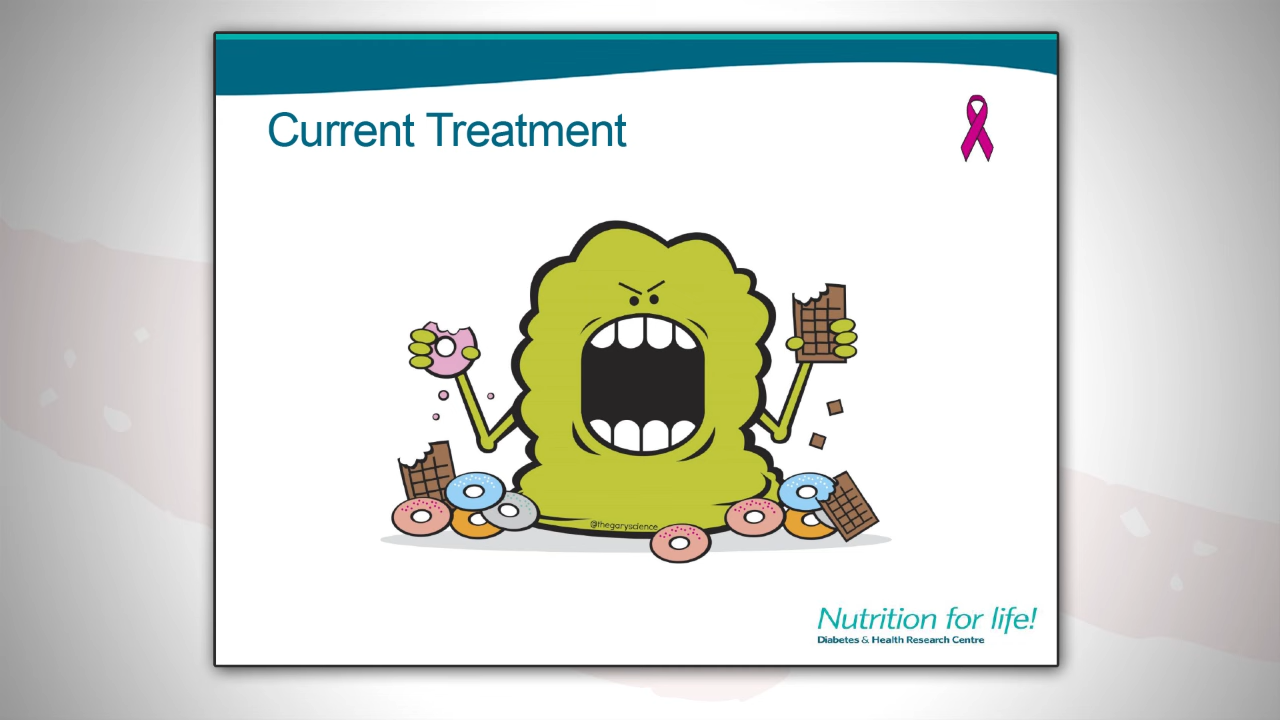 Current Treatment
@thegaryscience
Nutrition for life!
Diabetes & Health Research Centre